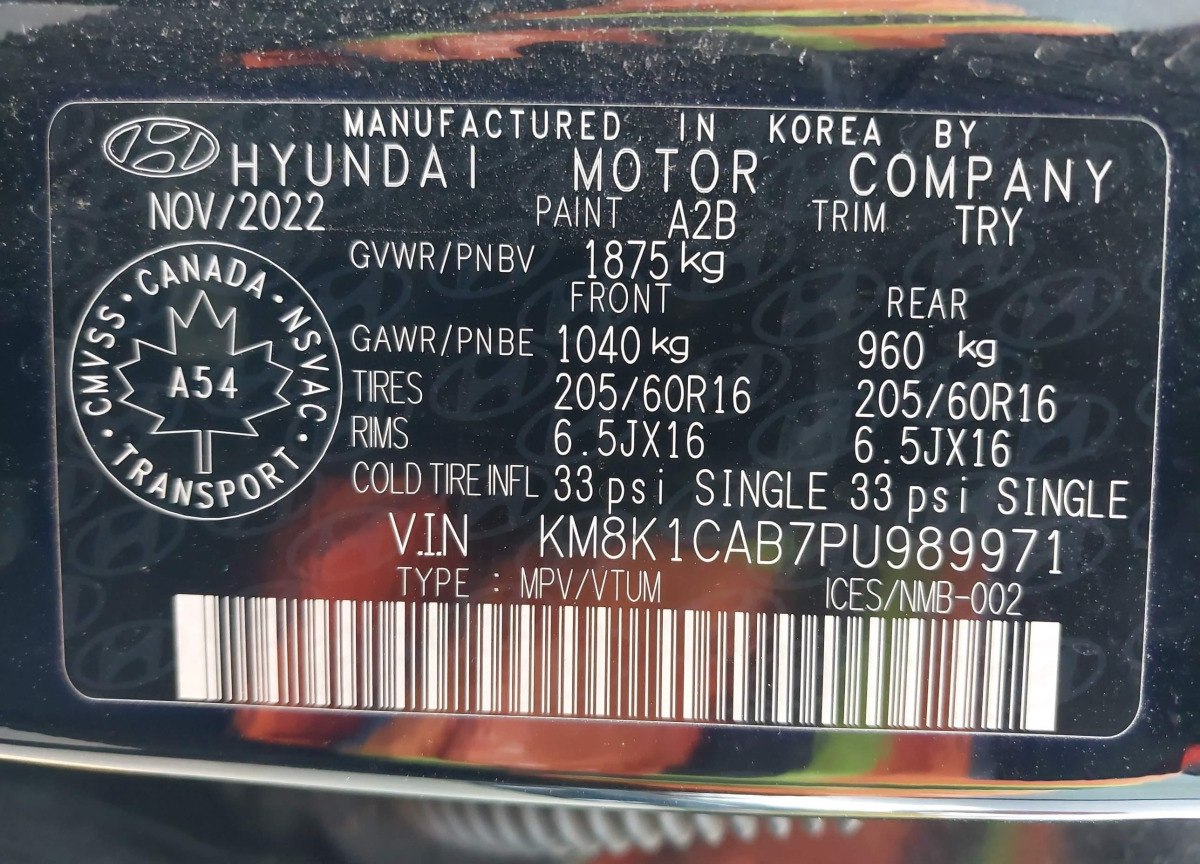 MANUFACTURED IN KOREA BY
HYUNDAI MOTOR COMPANY
NOV/2022 PAINT A2B TRIM TRY
GVWR/PNBV 1875 kg
FRONT REAR
GAWR/PNBE 1040 kg 960 kg
TIRES 205/60R16 205/60R16
RIMS 6.5JX16 6.5JX16
COLD TIRE INFL 33 psi SINGLE 33 psi SINGLE
V.I.N KM8K1CAB7PU989971
TYPE : MPV/VTUM ICES/NMB-002
CMVSS · CANADA · NSVAC · TRANSPORT ·
A54